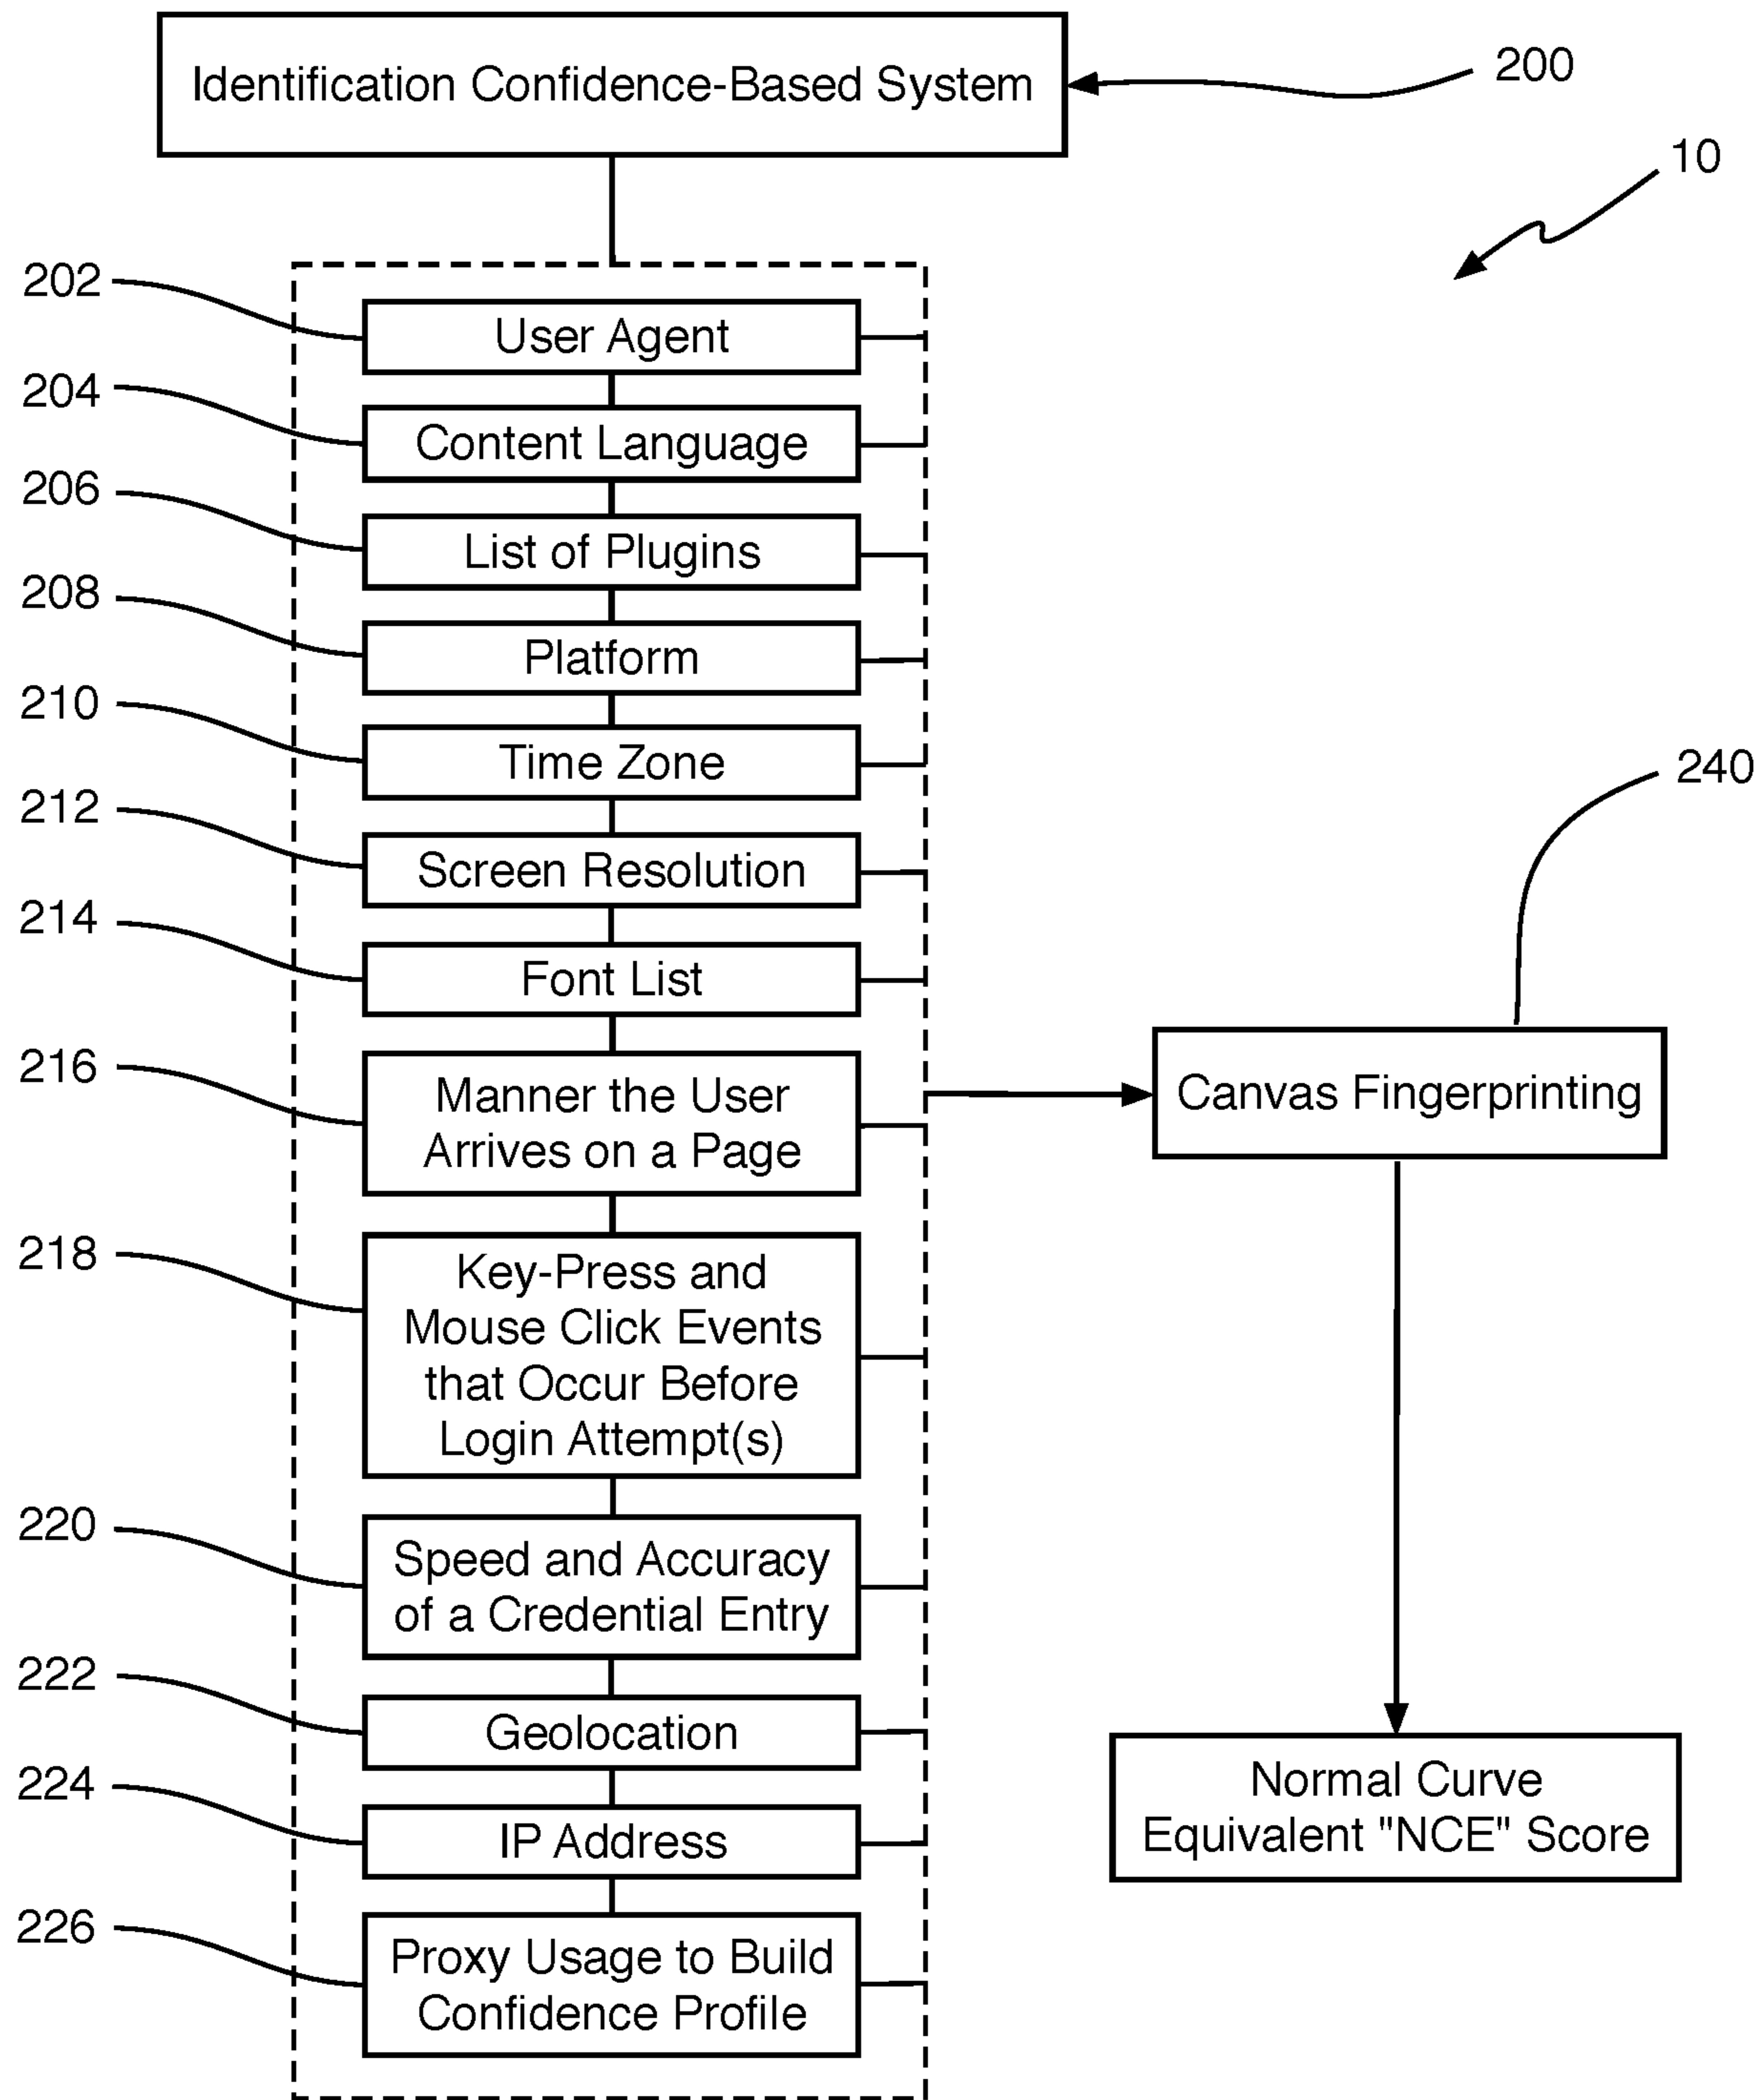 Identification Confidence-Based System
200
10
202
User Agent
204
Content Language
206
List of Plugins
208
Platform
210
Time Zone
240
212
Screen Resolution
214
Font List
216
Manner the User
Arrives on a Page
Canvas Fingerprinting
218
Key-Press and
Mouse Click Events
that Occur Before
Login Attempt(s)
220
Speed and Accuracy
of a Credential Entry
222
Geolocation
Normal Curve
Equivalent "NCE" Score
224
IP Address
226
Proxy Usage to Build
Confidence Profile